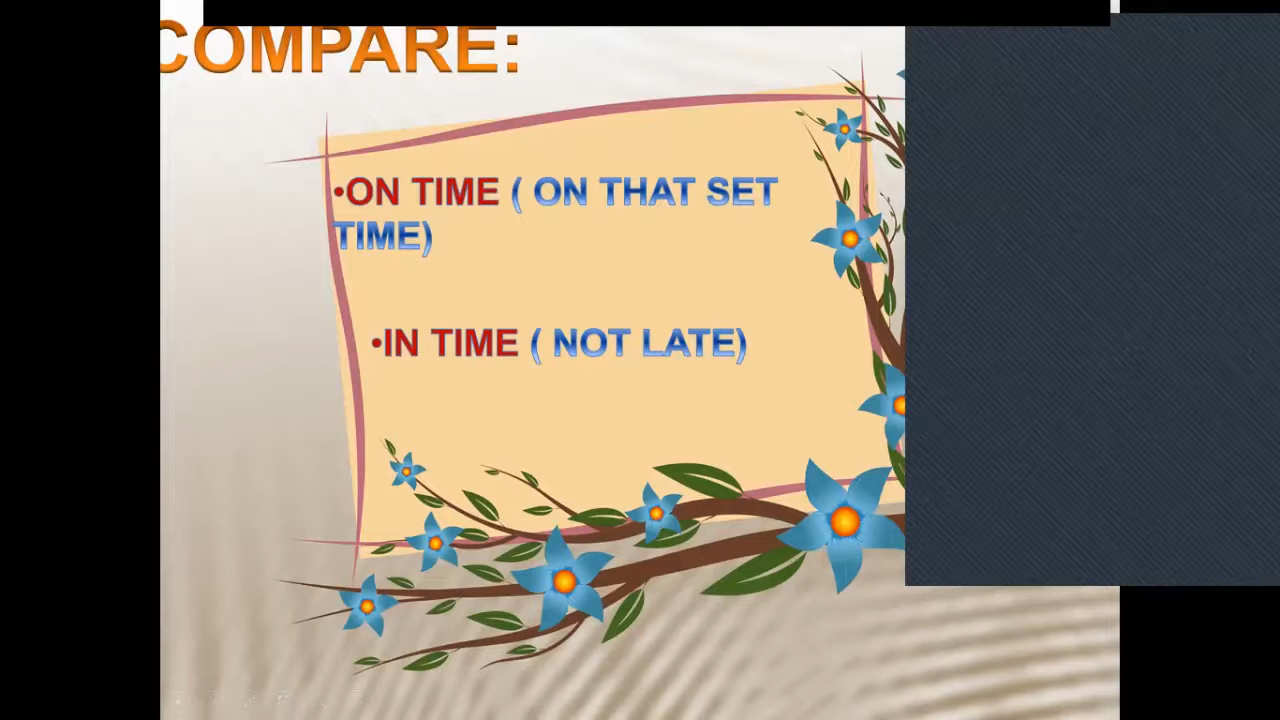 COMPARE:
•ON TIME ( ON THAT SET
TIME)
•IN TIME ( NOT LATE)